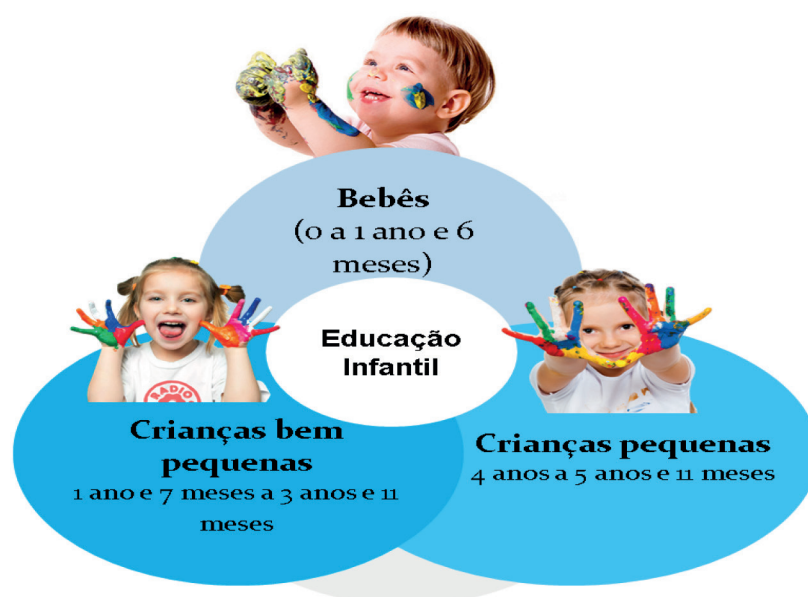 Bebês
(0 a 1 ano e 6
meses)
Educação
Infantil
RADIO
Crianças bem
pequenas
1 ano e 7 meses a 3 anos e 11
meses
Crianças pequenas
4 anos a 5 anos e 11 meses